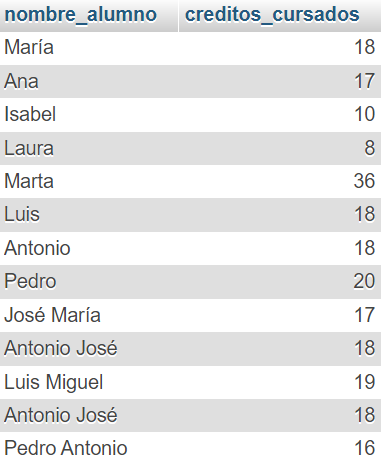 nombre_alumno creditos_cursados
María 18
Ana 17
Isabel 10
Laura 8
Marta 36
Luis 18
Antonio 18
Pedro 20
José María 17
Antonio José 18
Luis Miguel 19
Antonio José 18
Pedro Antonio 16